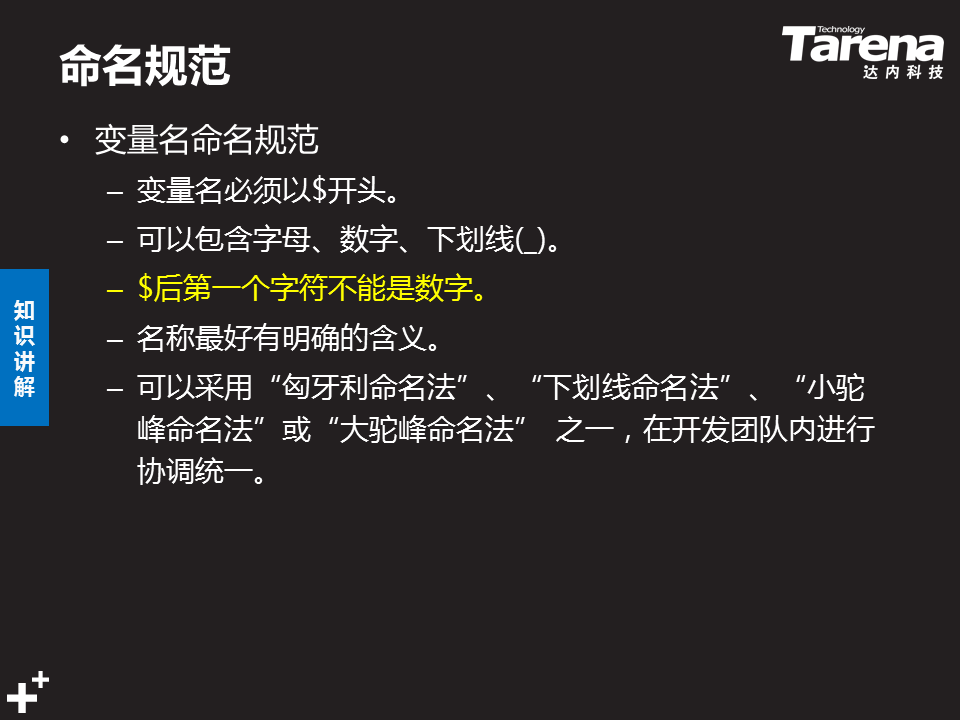 命名规范
Technology
Tarena
达内科技
• 变量名命名规范
– 变量名必须以$开头。
– 可以包含字母、数字、下划线(_)。
– $后第一个字符不能是数字。
– 名称最好有明确的含义。
– 可以采用“匈牙利命名法”、“下划线命名法”、“小驼
峰命名法”或“大驼峰命名法” 之一，在开发团队内进行
协调统一。
知识讲解